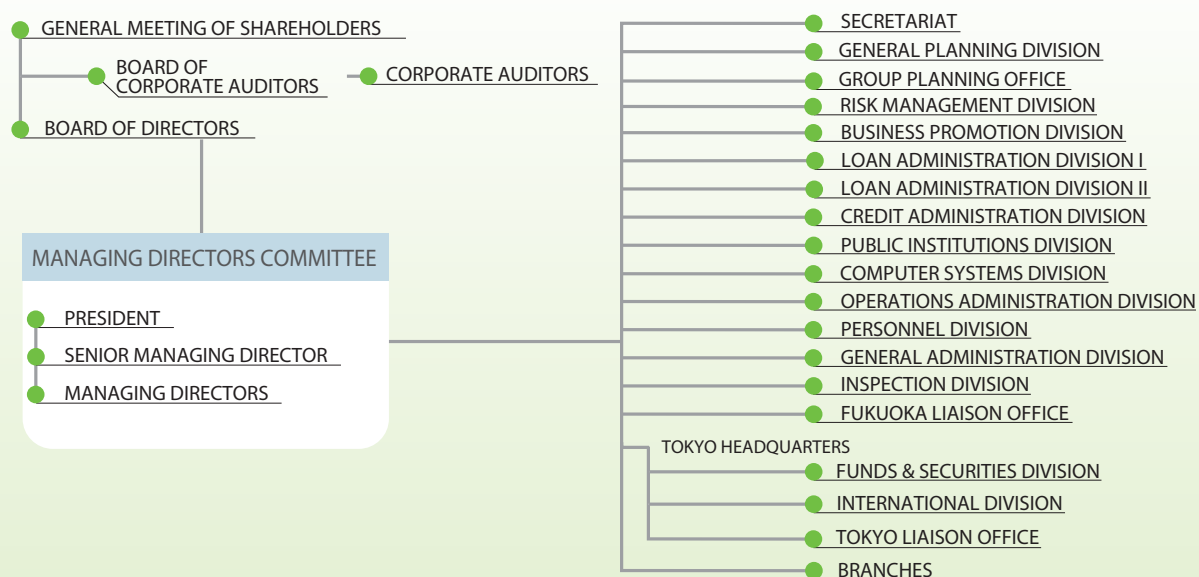 GENERAL MEETING OF SHAREHOLDERS
BOARD OF
CORPORATE AUDITORS
CORPORATE AUDITORS
BOARD OF DIRECTORS
MANAGING DIRECTORS COMMITTEE
PRESIDENT
SENIOR MANAGING DIRECTOR
MANAGING DIRECTORS
SECRETARIAT
GENERAL PLANNING DIVISION
GROUP PLANNING OFFICE
RISK MANAGEMENT DIVISION
BUSINESS PROMOTION DIVISION
LOAN ADMINISTRATION DIVISION I
LOAN ADMINISTRATION DIVISION II
CREDIT ADMINISTRATION DIVISION
PUBLIC INSTITUTIONS DIVISION
COMPUTER SYSTEMS DIVISION
OPERATIONS ADMINISTRATION DIVISION
PERSONNEL DIVISION
GENERAL ADMINISTRATION DIVISION
INSPECTION DIVISION
FUKUOKA LIAISON OFFICE
TOKYO HEADQUARTERS
FUNDS & SECURITIES DIVISION
INTERNATIONAL DIVISION
TOKYO LIAISON OFFICE
BRANCHES